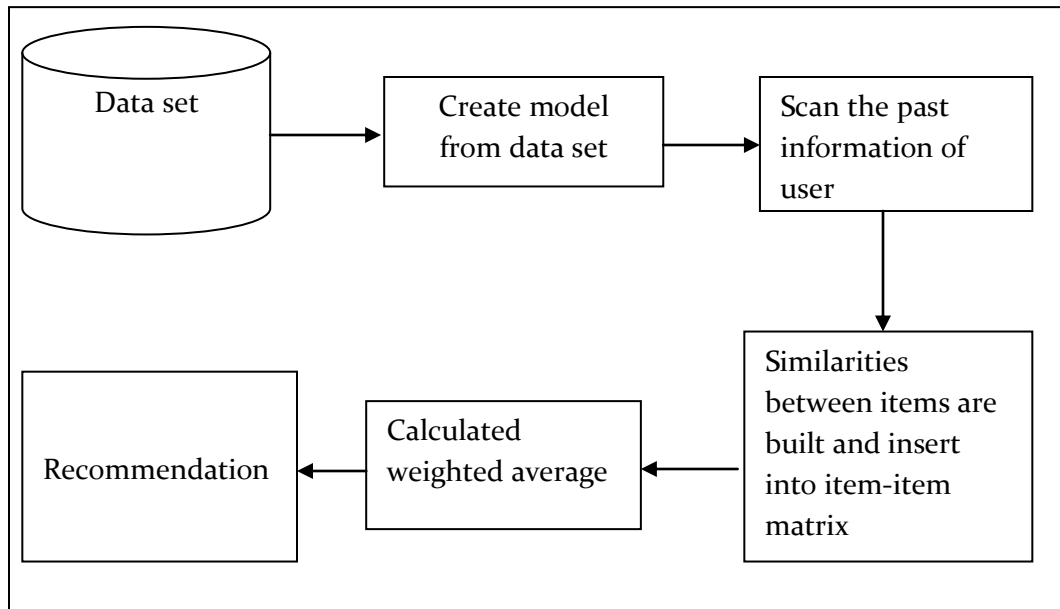 Data set
Create model
from data set
Scan the past
information of
user
Similarities
between items are
built and insert
into item-item
matrix
Calculated
weighted average
Recommendation